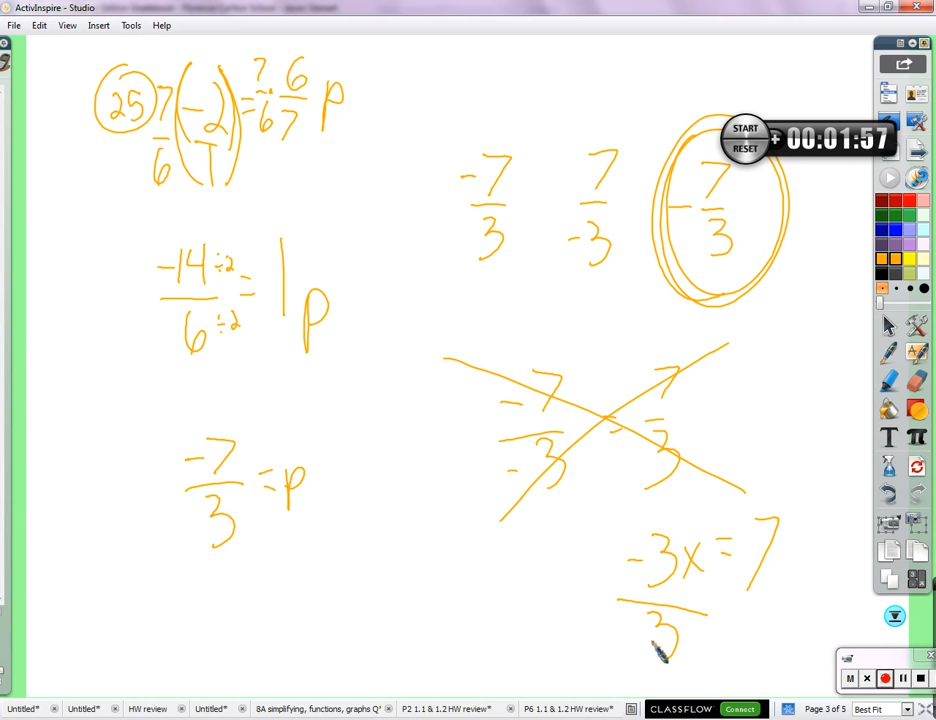 ActivInspire - Studio
File Edit View Insert Tools Help
25 7/6 (-2/1) = 7/6 · 6/7 p
START
RESET
+ 00:01:57
-7/3 7/-3 -7/3
-14 ÷2 / 6 ÷2 = 1p
-7/-3 - 7/-3
-7/3 = p
-3x = 7
3
M
Untitled* Untitled* HW review* Untitled* 8A simplifying, functions, graphs Q* P2 1.1 & 1.2 HW review* P6 1.1 & 1.2 HW review* CLASSFLOW Connect Page 3 of 5 Best Fit